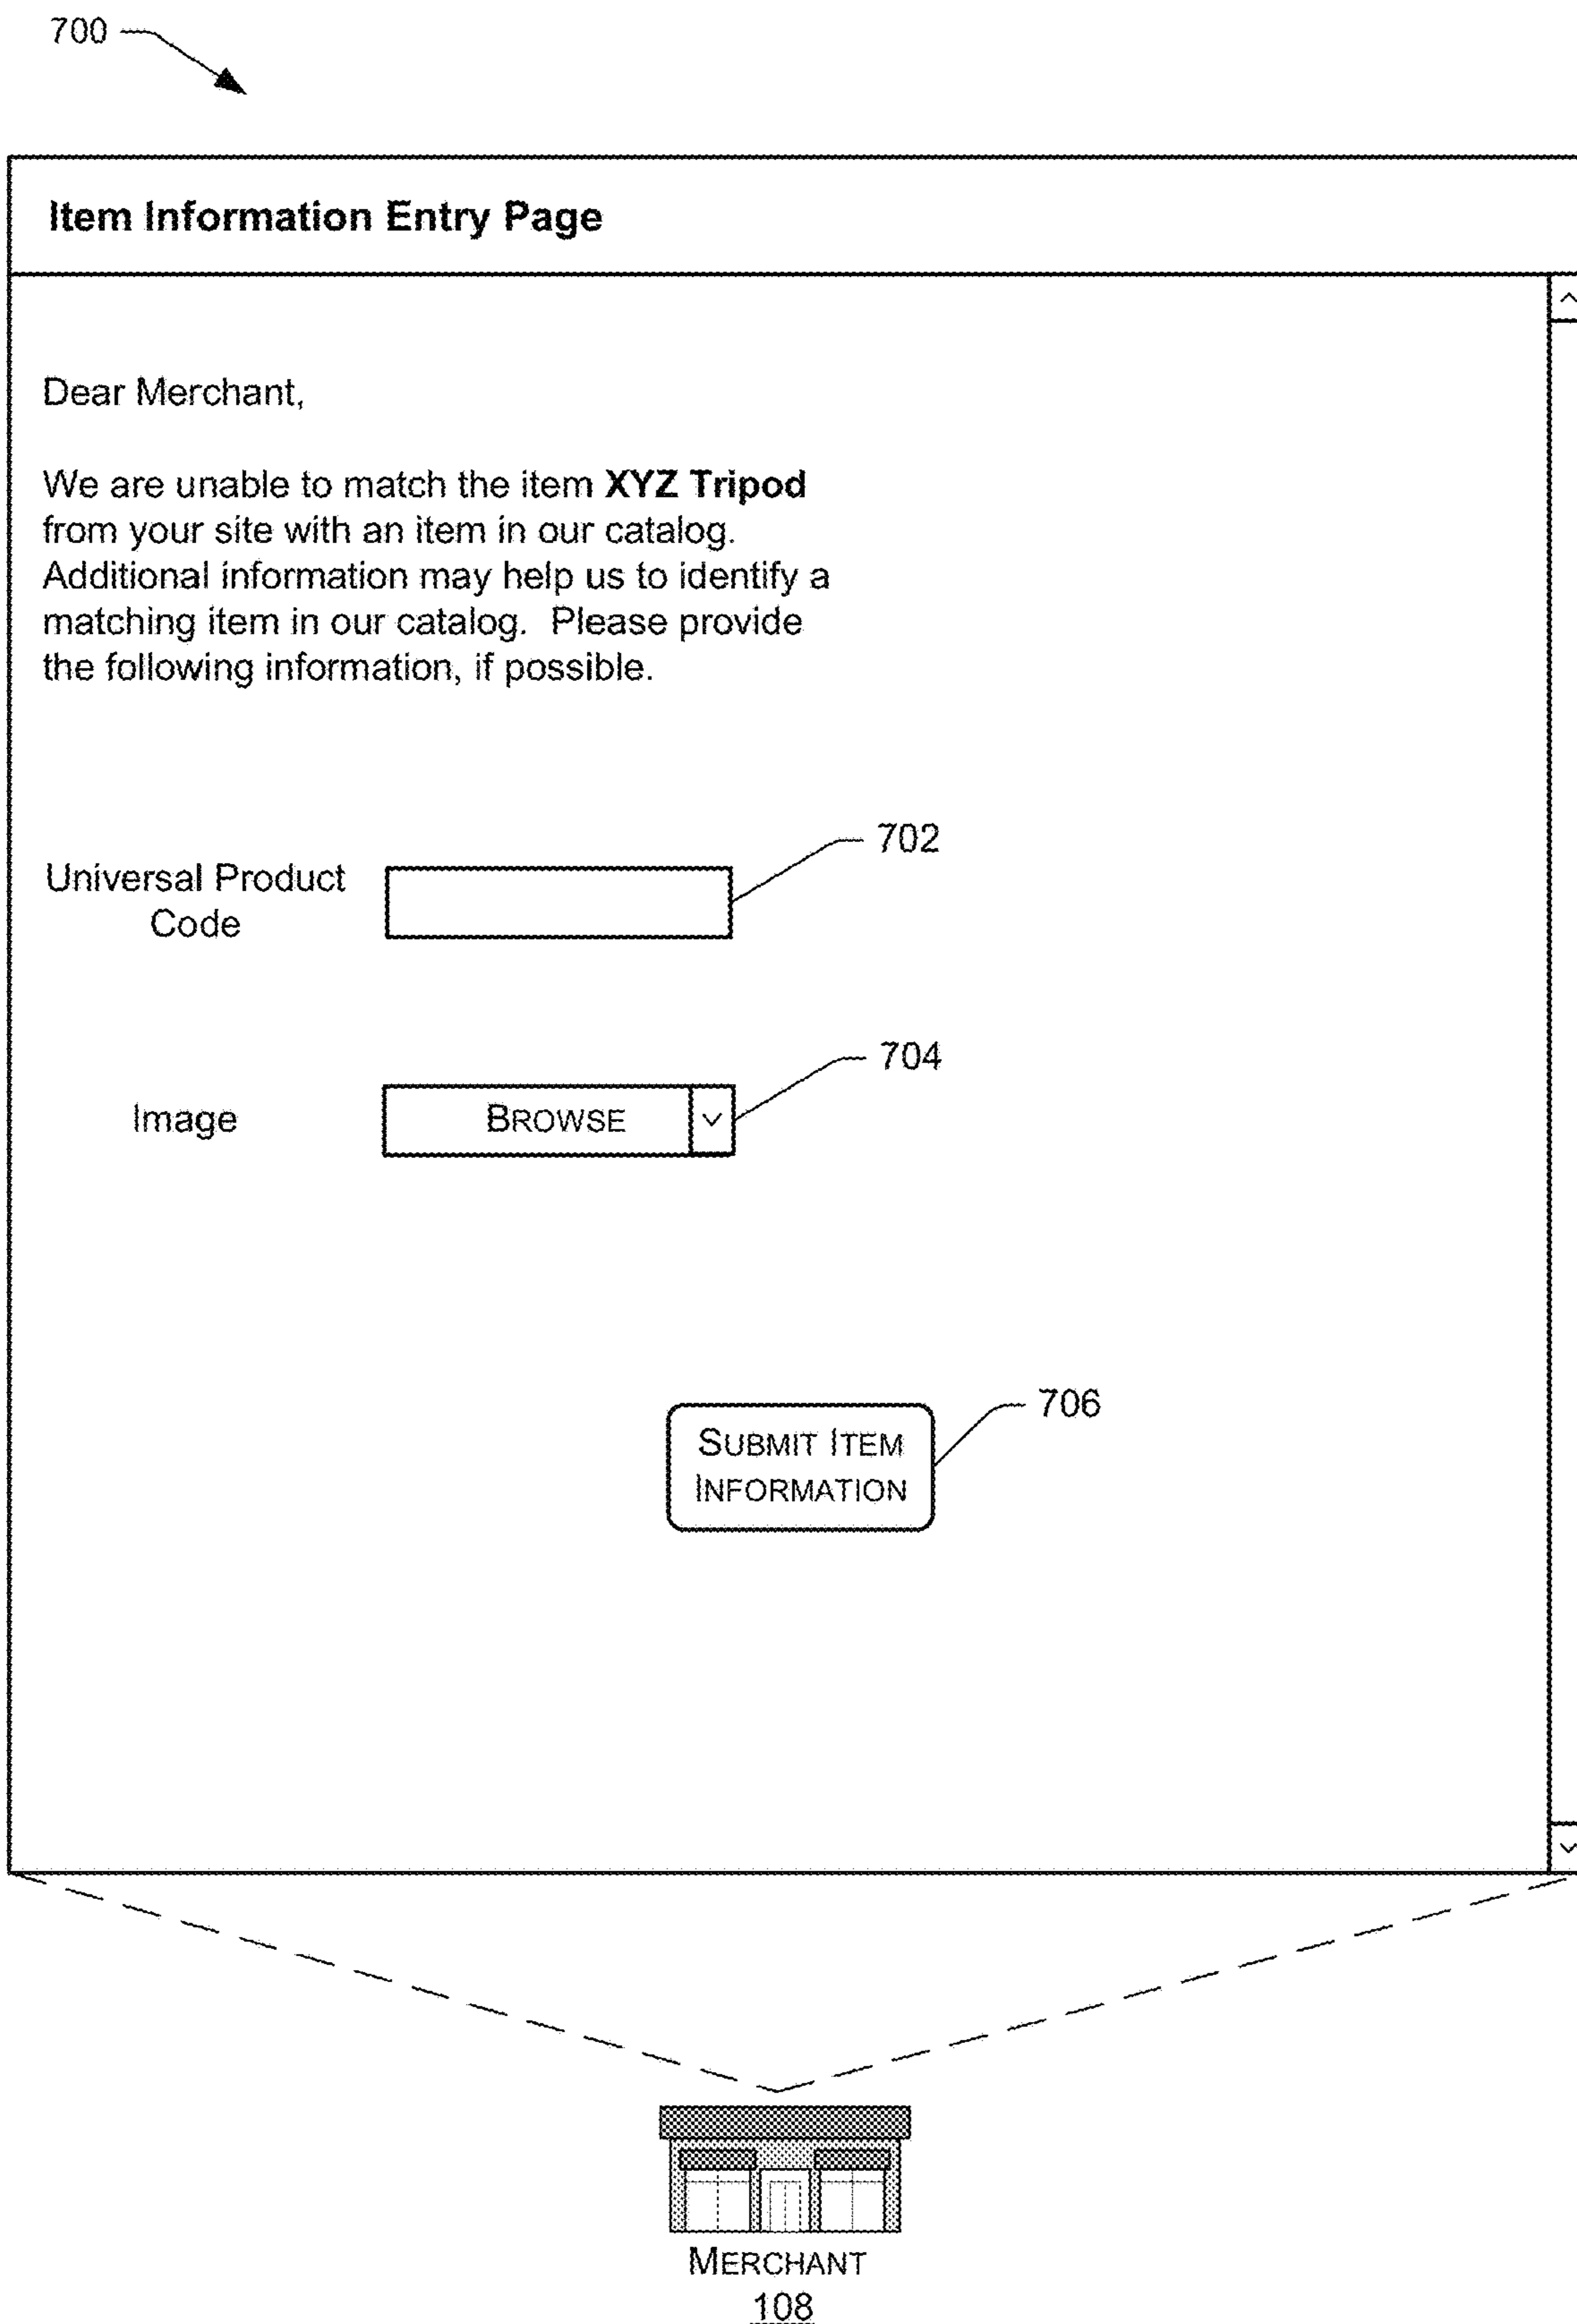 700
Item Information Entry Page
Dear Merchant,
We are unable to match the item XYZ Tripod
from your site with an item in our catalog.
Additional information may help us to identify a
matching item in our catalog.  Please provide
the following information, if possible.
702
Universal Product
Code
704
Image
BROWSE
706
SUBMIT ITEM
INFORMATION
MERCHANT
108